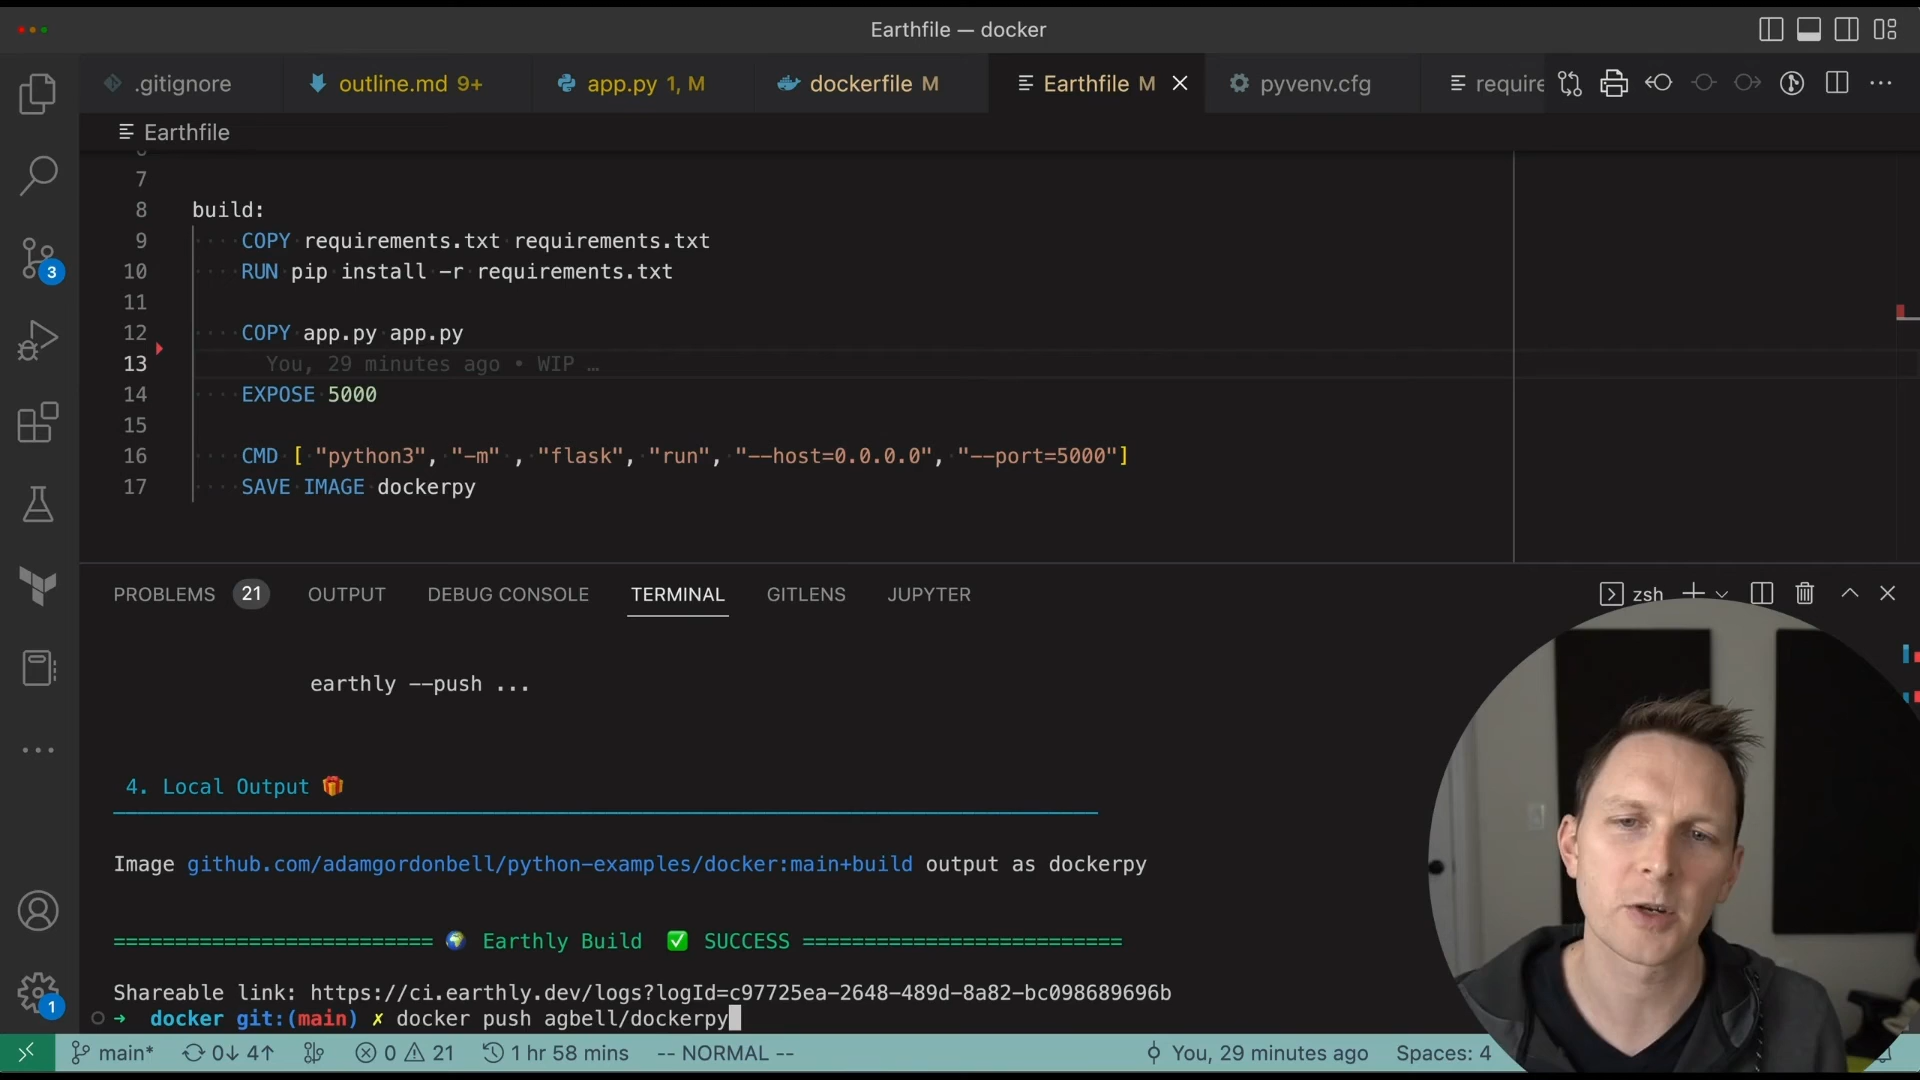 Earthfile — docker
.gitignore
outline.md 9+
app.py 1, M
dockerfile M
Earthfile M
pyvenv.cfg
require
Earthfile
7
8 build:
9 COPY requirements.txt requirements.txt
10 RUN pip install -r requirements.txt
11
12 COPY app.py app.py
13 You, 29 minutes ago • WIP …
14 EXPOSE 5000
15
16 CMD [ "python3", "-m" , "flask", "run", "--host=0.0.0.0", "--port=5000"]
17 SAVE IMAGE dockerpy
3
1
PROBLEMS 21 OUTPUT DEBUG CONSOLE TERMINAL GITLENS JUPYTER
zsh
earthly --push ...
4. Local Output 🎁
Image github.com/adamgordonbell/python-examples/docker:main+build output as dockerpy
========================== 🌍 Earthly Build ✅ SUCCESS ==========================
Shareable link: https://ci.earthly.dev/logs?logId=c97725ea-2648-489d-8a82-bc098689696b
→ docker git:(main) ✗ docker push agbell/dockerpy
main* 0↓ 4↑ 0 21 1 hr 58 mins -- NORMAL -- You, 29 minutes ago Spaces: 4